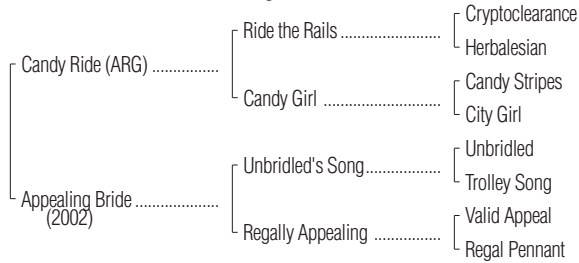 Cryptoclearance
Ride the Rails ....................
Herbalesian
Candy Ride (ARG) .............
Candy Stripes
Candy Girl .......................
City Girl
Unbridled
Unbridled's Song ...............
Trolley Song
Appealing Bride ................
(2002)
Valid Appeal
Regally Appealing .............
Regal Pennant